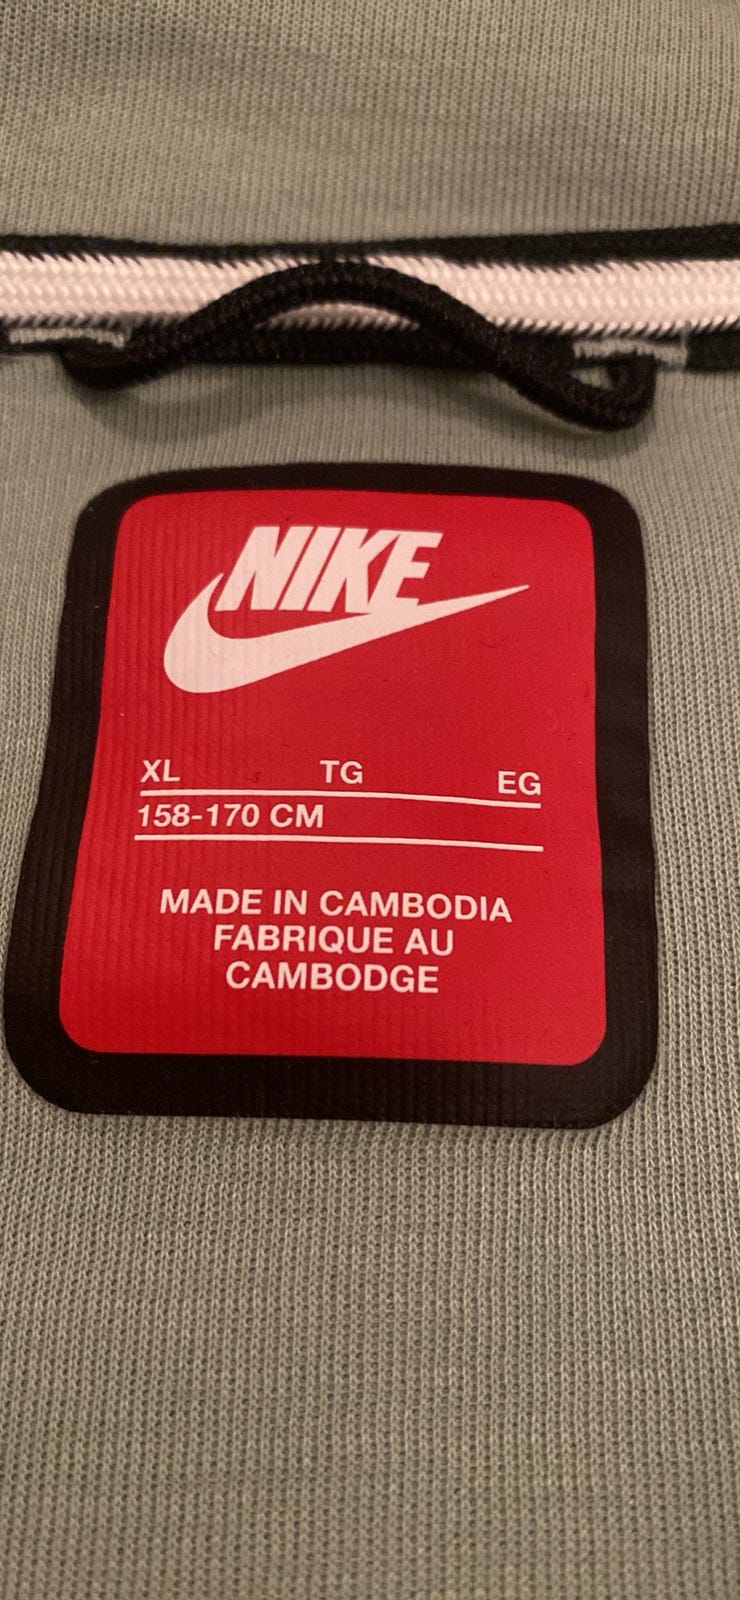 NIKE
XL TG EG
158-170 CM
MADE IN CAMBODIA
FABRIQUE AU
CAMBODGE